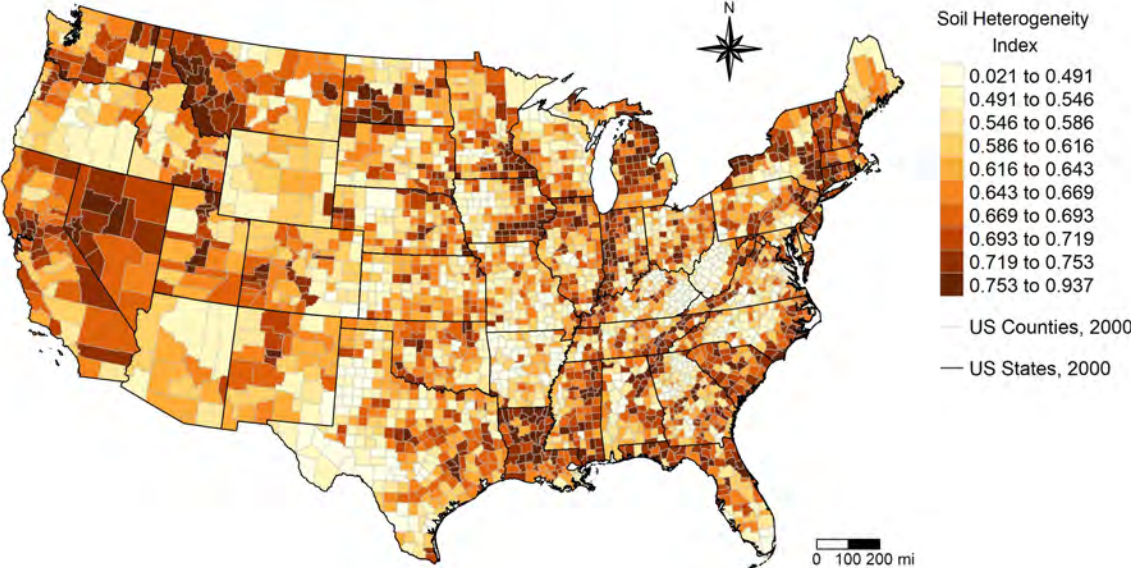 N
Soil Heterogeneity
Index
0.021 to 0.491
0.491 to 0.546
0.546 to 0.586
0.586 to 0.616
0.616 to 0.643
0.643 to 0.669
0.669 to 0.693
0.693 to 0.719
0.719 to 0.753
0.753 to 0.937
US Counties, 2000
US States, 2000
0 100 200 mi